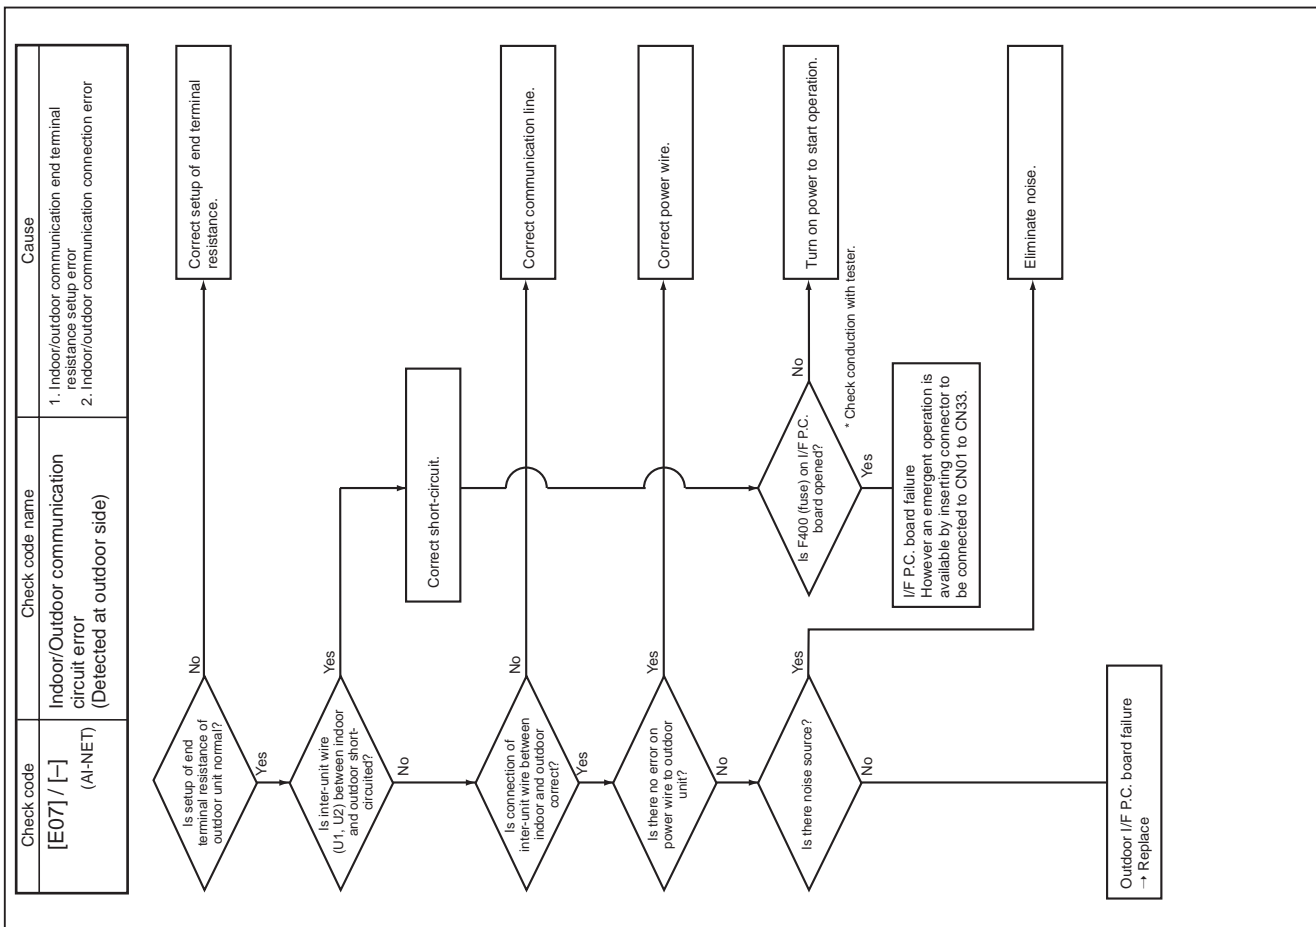 Check code
Check code name
Cause
[E07] / [–]
(AI-NET)
Indoor/Outdoor communication
circuit error
(Detected at outdoor side)
1. Indoor/outdoor communication end terminal
resistance setup error
2. Indoor/outdoor communication connection error
Is setup of end
terminal resistance of
outdoor unit normal?
No
Correct setup of end terminal
resistance.
Yes
Is inter-unit wire
(U1, U2) between indoor
and outdoor short-
circuited?
Yes
Correct short-circuit.
No
Is connection of
inter-unit wire between
indoor and outdoor
correct?
No
Correct communication line.
Yes
Is there no error on
power wire to outdoor
unit?
Yes
Correct power wire.
No
Is F400 (fuse) on I/F P.C.
board opened?
No
Turn on power to start operation.
* Check conduction with tester.
Yes
I/F P.C. board failure
However an emergent operation is
available by inserting connector to
be connected to CN01 to CN33.
Is there noise source?
Yes
Eliminate noise.
No
Outdoor I/F P.C. board failure
→ Replace